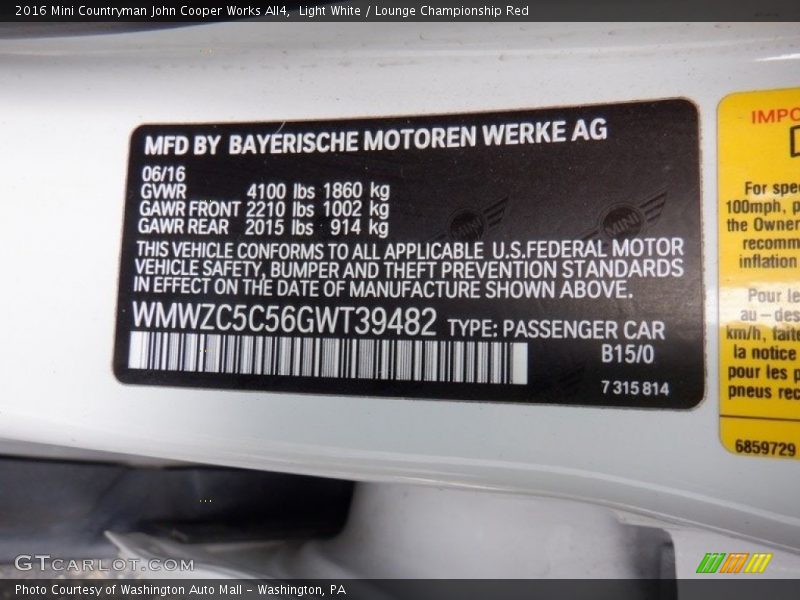 2016 Mini Countryman John Cooper Works All4,  Light White / Lounge Championship Red
MFD BY BAYERISCHE MOTOREN WERKE AG
06/16
GVWR 4100 lbs 1860 kg
GAWR FRONT 2210 lbs 1002 kg
GAWR REAR 2015 lbs 914 kg
MINI MINI
THIS VEHICLE CONFORMS TO ALL APPLICABLE U.S.FEDERAL MOTOR
VEHICLE SAFETY, BUMPER AND THEFT PREVENTION STANDARDS
IN EFFECT ON THE DATE OF MANUFACTURE SHOWN ABOVE.
WMWZC5C56GWT39482 TYPE: PASSENGER CAR
B15/0
7 315 814
IMPO
For spe
100mph, p
the Owner
recomm
inflation
Pour le
au-des
km/h, faite
la notice
pour les p
pneus rec
6859729
GTCARLOT.COM
Photo Courtesy of Washington Auto Mall - Washington, PA